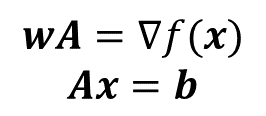 wA = ∇f(x)
Ax = b